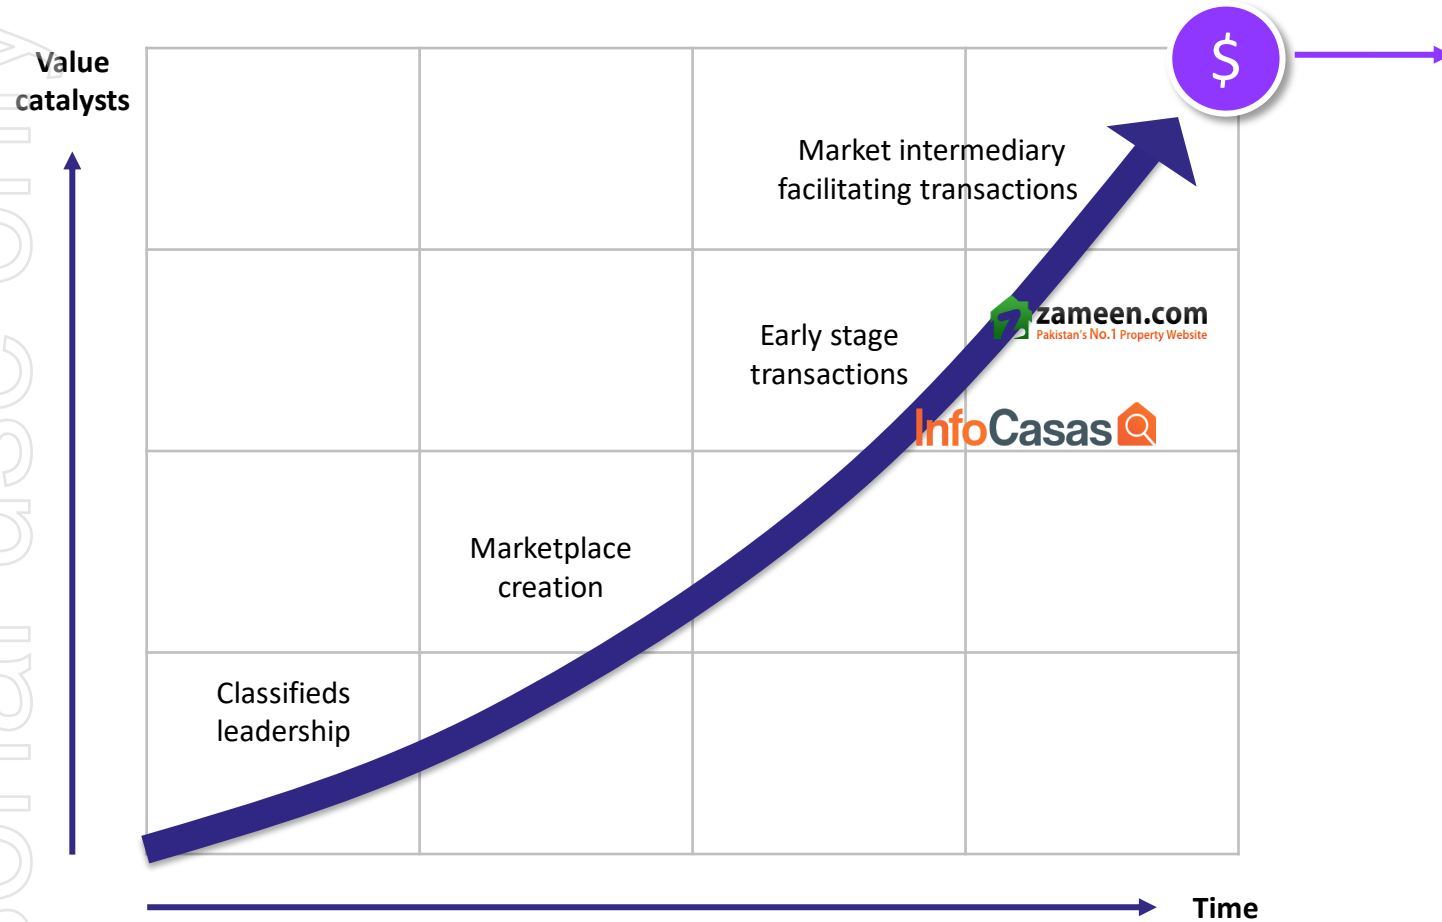 Value
catalysts
$
Market intermediary
facilitating transactions
zameen.com
Pakistan's No.1 Property Website
Early stage
transactions
InfoCasas
Marketplace
creation
Classifieds
leadership
Time